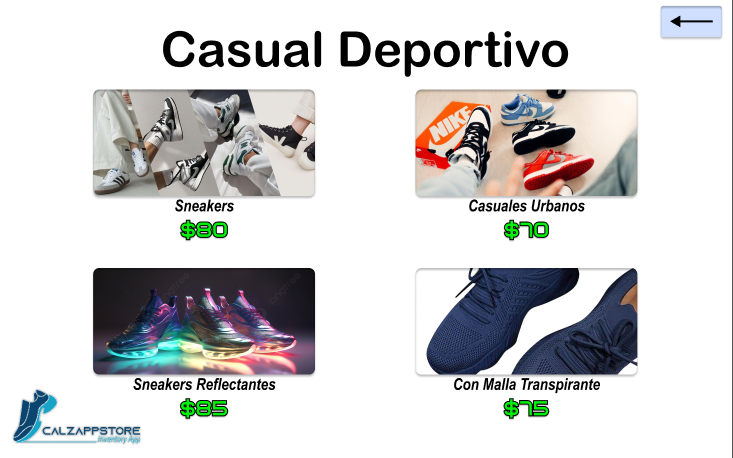 Casual Deportivo
NIKE
Sneakers
$80
Casuales Urbanos
$70
Sneakers Reflectantes
$85
Con Malla Transpirante
$75
CALZAPPSTORE
Inventory App